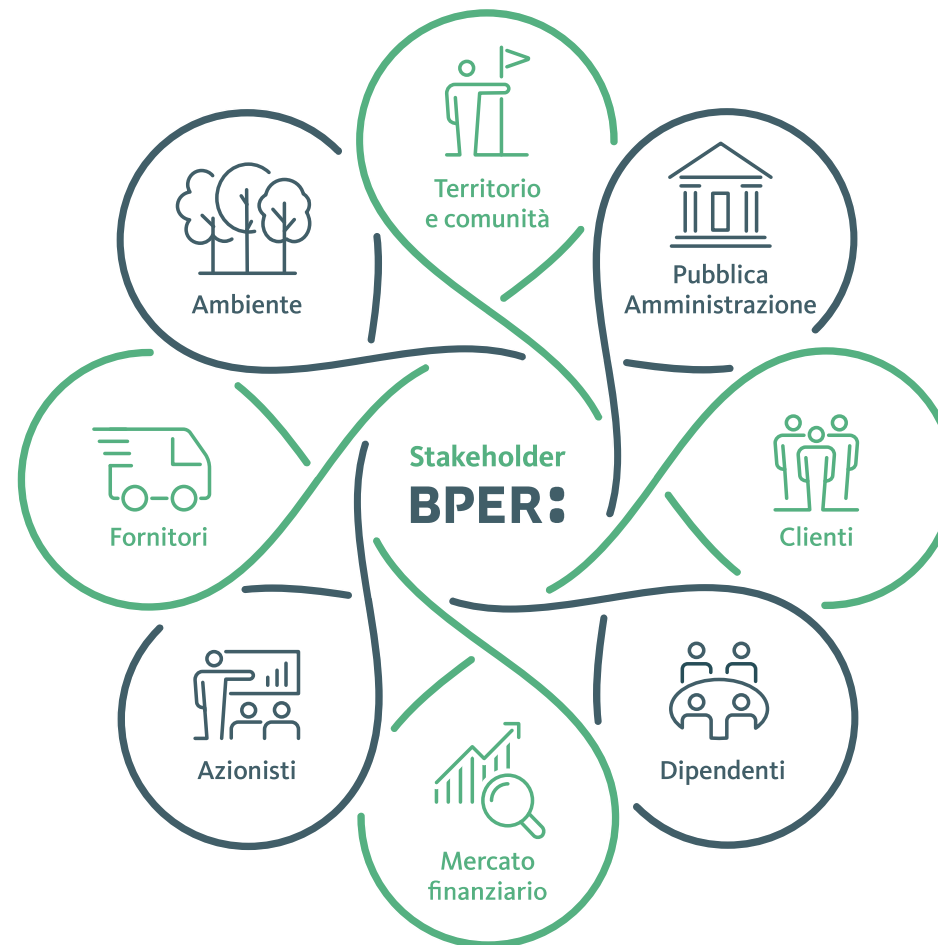 Territorio
e comunità
Pubblica
Amministrazione
Ambiente
Stakeholder
BPER:
Fornitori
Clienti
Azionisti
Dipendenti
Mercato
finanziario